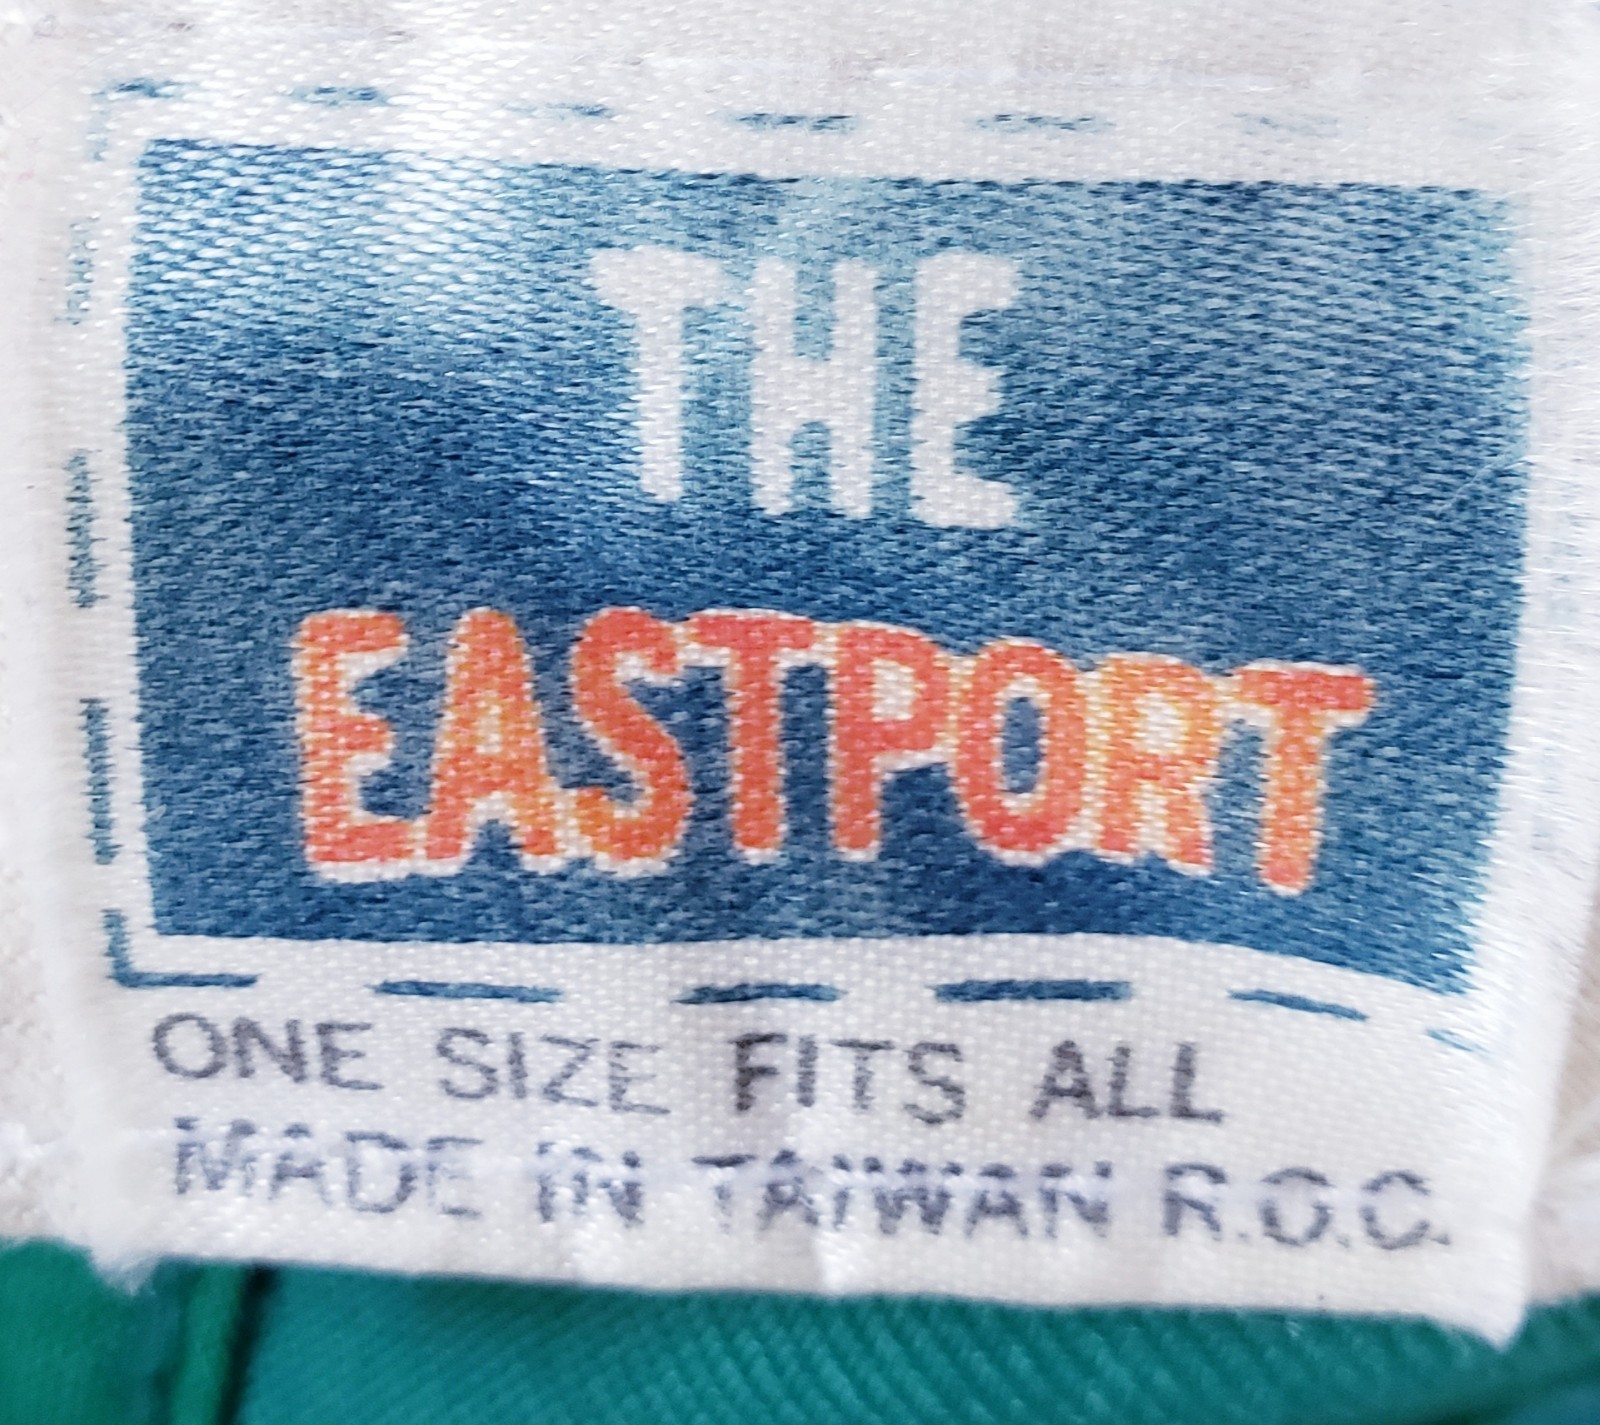 THE
EASTPORT
ONE SIZE FITS ALL
MADE IN TAIWAN R.O.C.